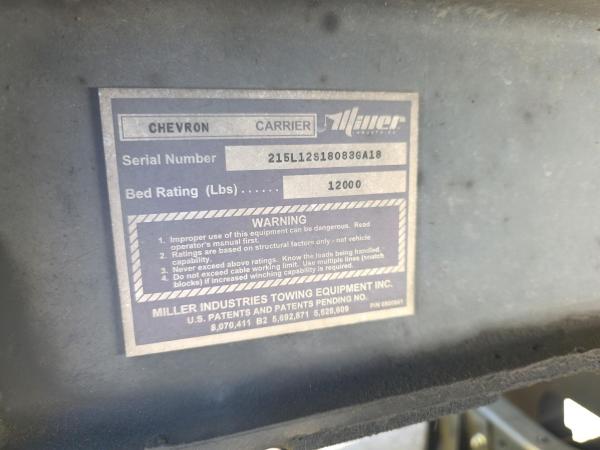 CHEVRON CARRIER Miller
INDUSTRIES
Serial Number 215L12S18083GA18
Bed Rating (Lbs) ...... 12000
WARNING
1. Improper use of this equipment can be dangerous. Read
operator's manual first.
2. Ratings are based on structural factors only - not vehicle
capability.
3. Never exceed above ratings. Know the loads being handled.
4. Do not exceed cable working limit. Use multiple lines (snatch
blocks) if increased winching capability is required.
MILLER INDUSTRIES TOWING EQUIPMENT INC.
U.S. PATENTS AND PATENTS PENDING NO.
8,070,411 B2 5,692,871 5,628,609
P/N